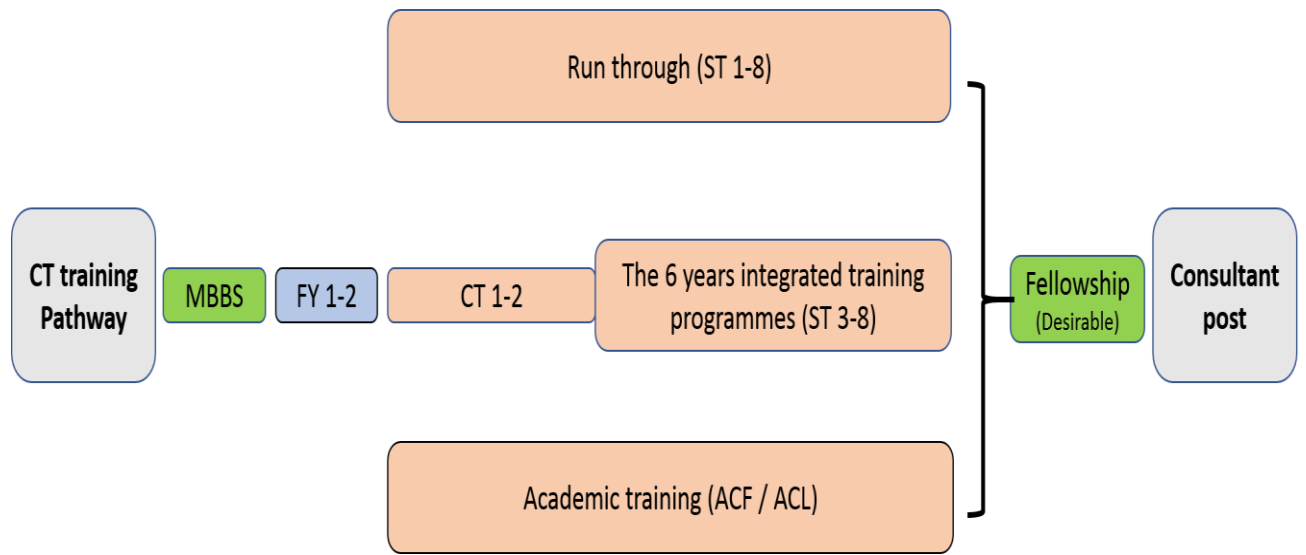 Run through (ST 1-8)
CT training
Pathway
MBBS
FY 1-2
CT 1-2
The 6 years integrated training
programmes (ST 3-8)
Fellowship
(Desirable)
Consultant
post
Academic training (ACF / ACL)